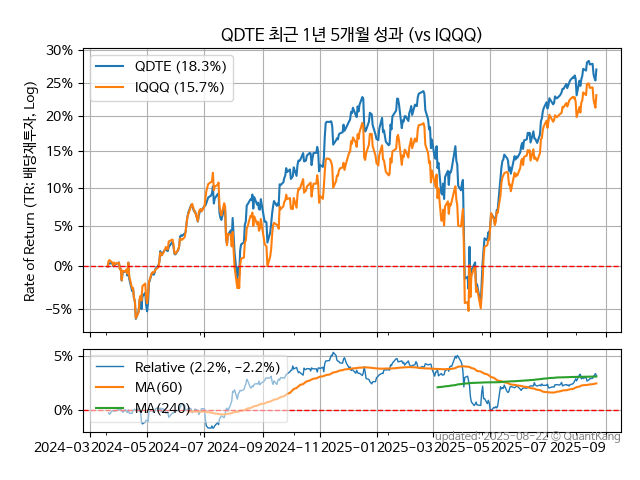 QDTE 최근 1년 5개월 성과 (vs IQQQ)
Rate of Return (TR: 배당재투자, Log)
30%
25%
20%
15%
10%
5%
0%
−5%
QDTE (18.3%)
IQQQ (15.7%)
5%
0%
Relative (2.2%, −2.2%)
MA(60)
MA(240)
updated: 2025-08-22 © QuantKang
2024−03 2024−05 2024−07 2024−09 2024−11 2025−01 2025−03 2025−05 2025−07 2025−09